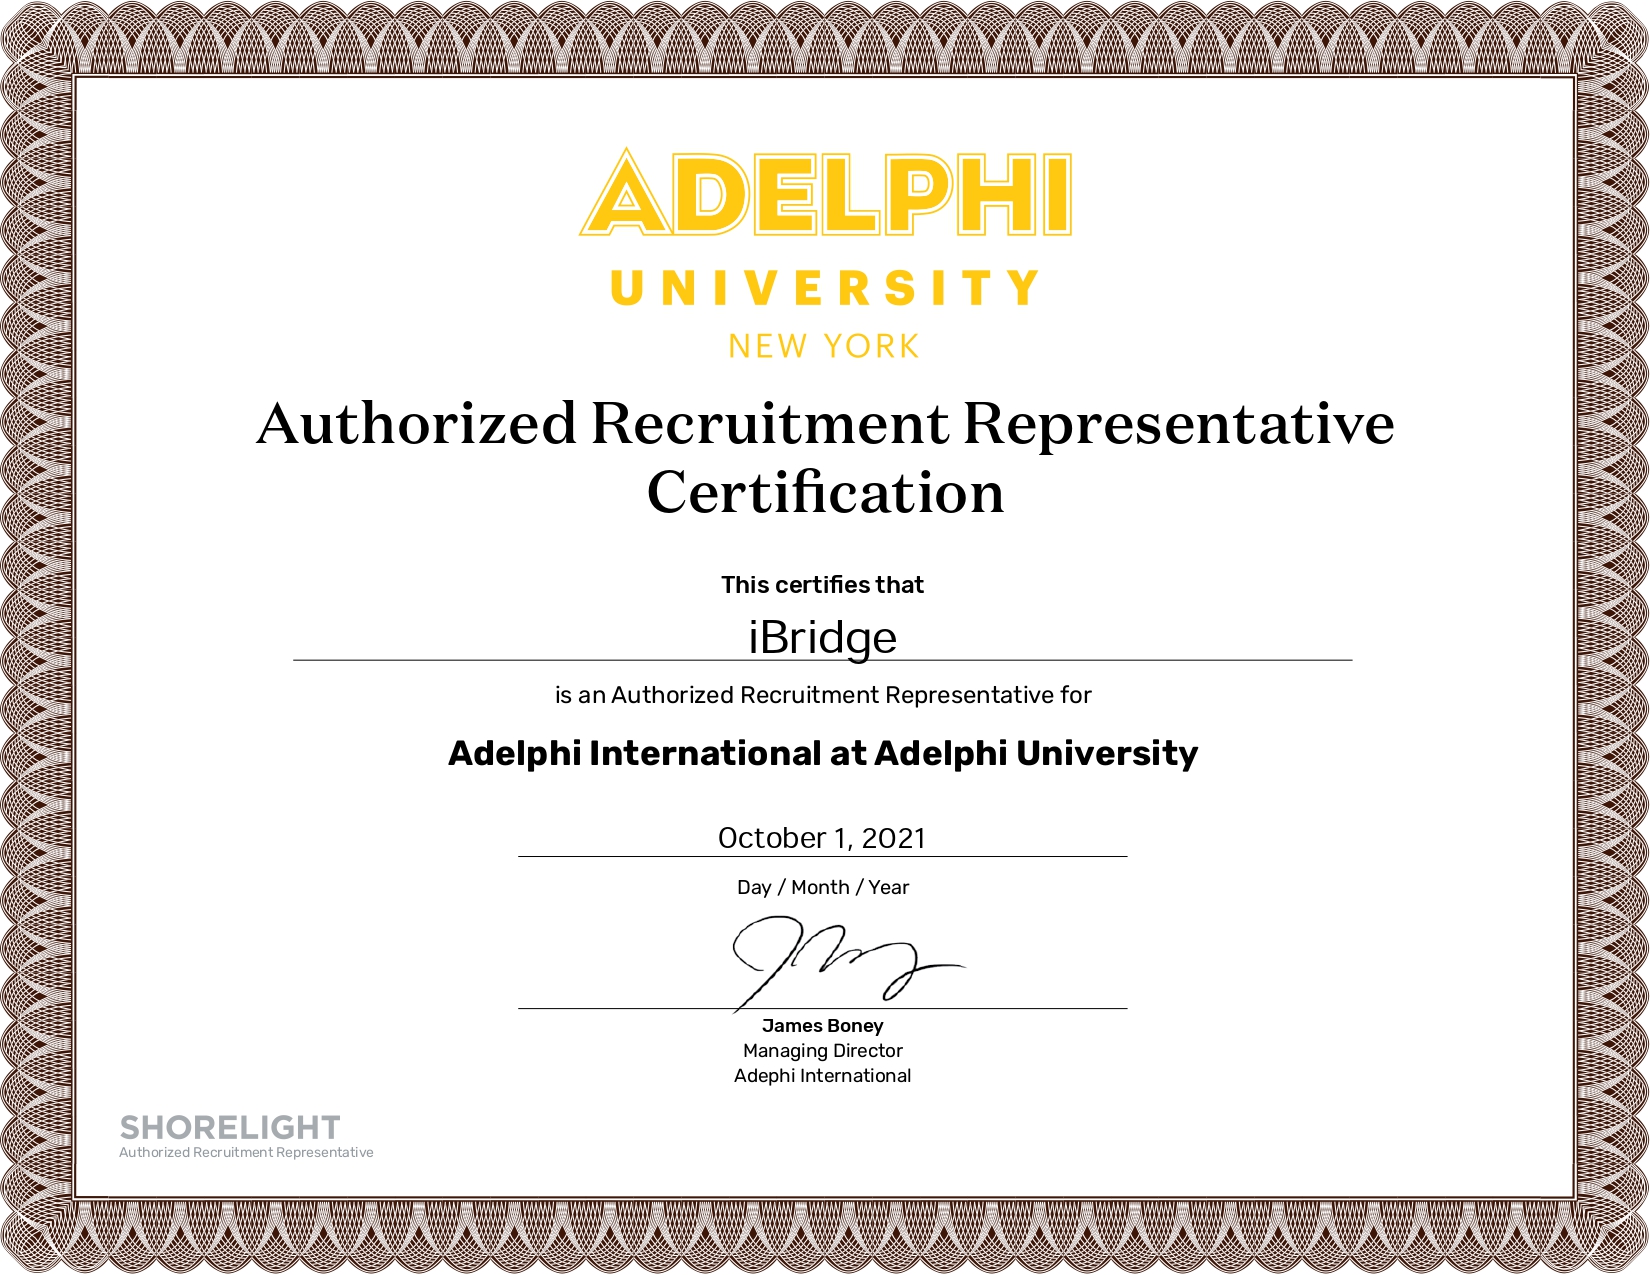 ADELPHI
UNIVERSITY
NEW YORK
Authorized Recruitment Representative
Certification
This certifies that
iBridge
is an Authorized Recruitment Representative for
Adelphi International at Adelphi University
October 1, 2021
Day / Month / Year
James Boney
Managing Director
Adephi International
SHORELIGHT
Authorized Recruitment Representative